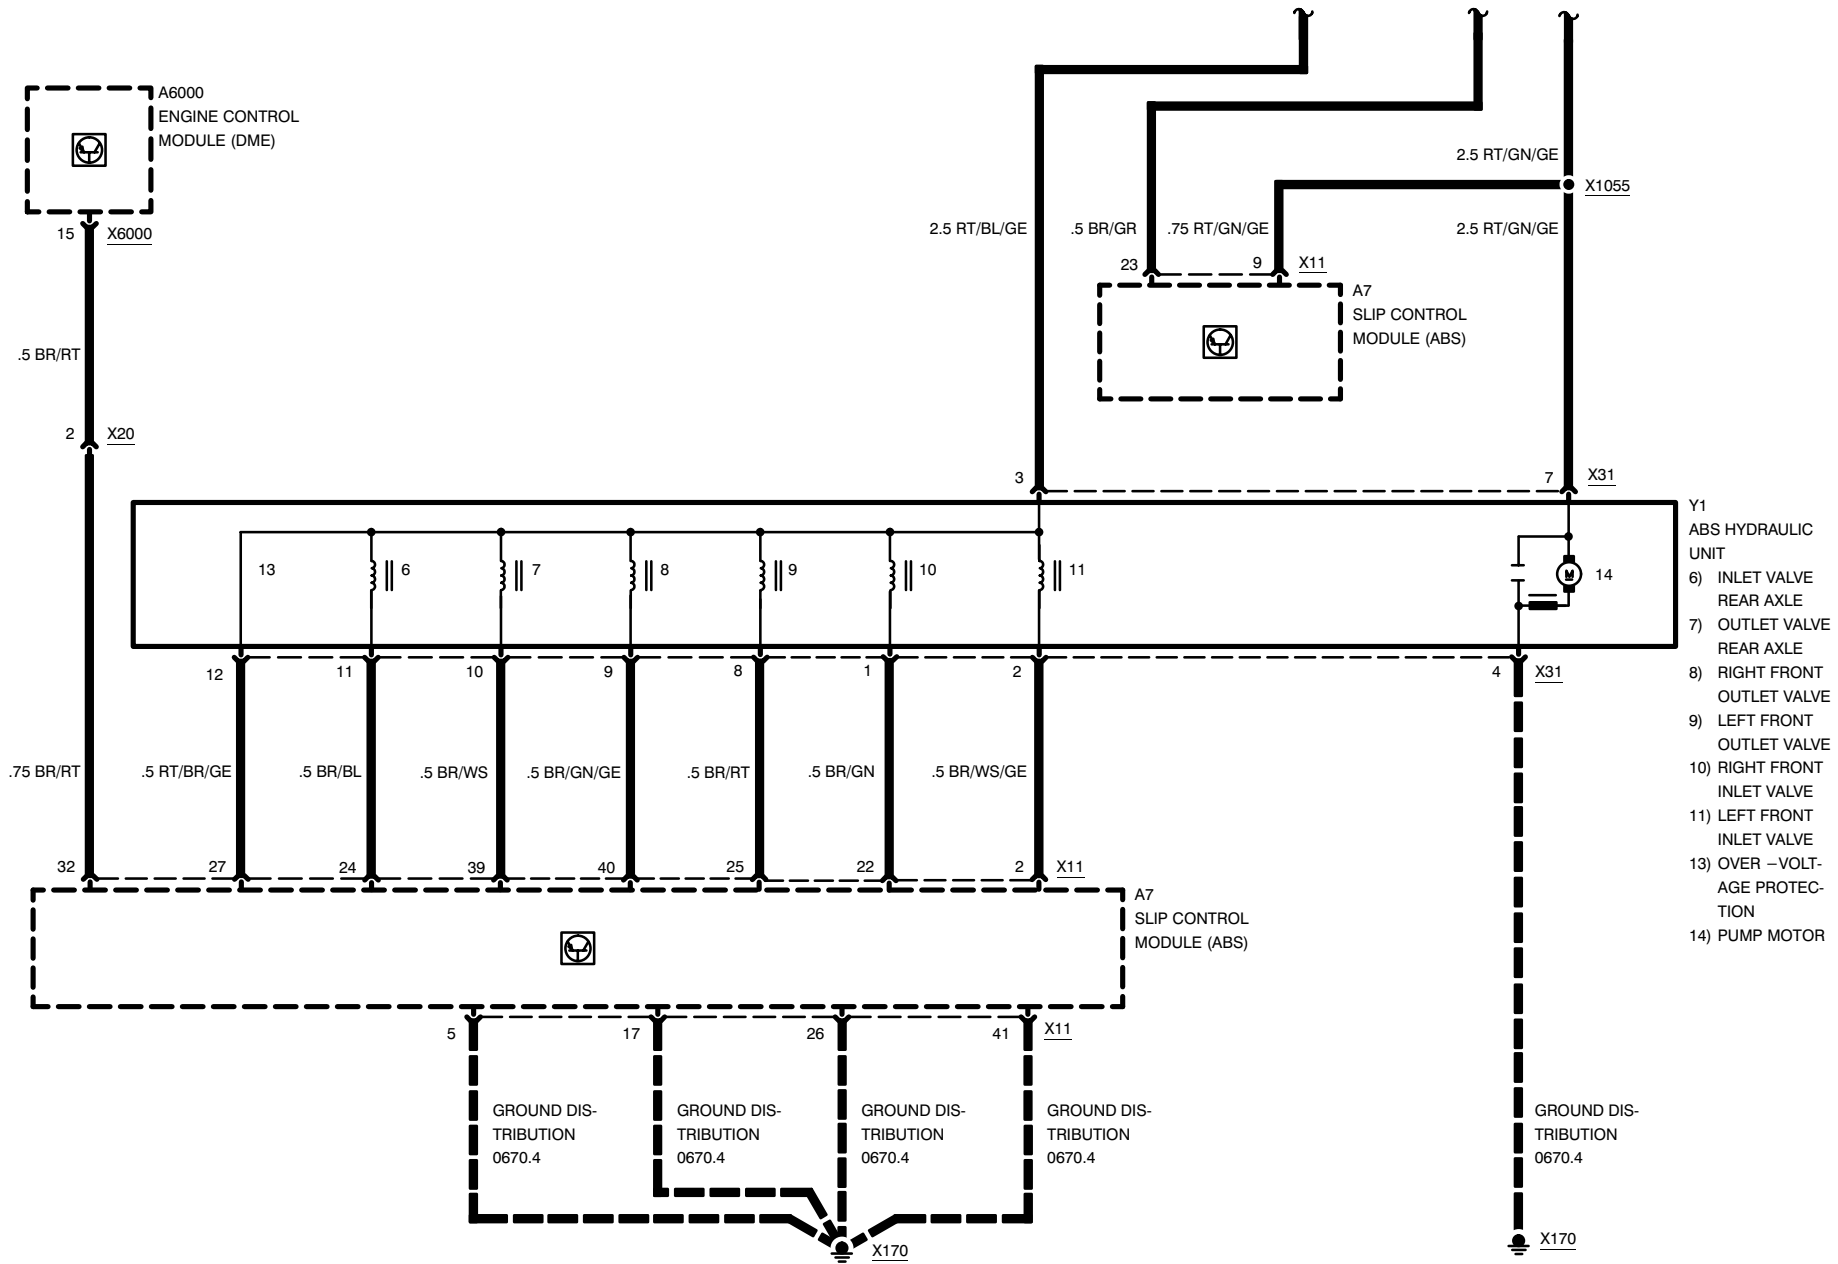 A6000
ENGINE CONTROL
MODULE (DME)
2.5 RT/GN/GE
X1055
15
X6000
2.5 RT/BL/GE
.5 BR/GR
.75 RT/GN/GE
2.5 RT/GN/GE
23
9
X11
A7
SLIP CONTROL
MODULE (ABS)
.5 BR/RT
2
X20
3
7
X31
Y1
ABS HYDRAULIC
UNIT
6) INLET VALVE
REAR AXLE
7) OUTLET VALVE
REAR AXLE
8) RIGHT FRONT
OUTLET VALVE
9) LEFT FRONT
OUTLET VALVE
10) RIGHT FRONT
INLET VALVE
11) LEFT FRONT
INLET VALVE
13) OVER –VOLT-
AGE PROTEC-
TION
14) PUMP MOTOR
13
6
7
8
9
10
11
M
14
12
11
10
9
8
1
2
4
X31
.75 BR/RT
.5 RT/BR/GE
.5 BR/BL
.5 BR/WS
.5 BR/GN/GE
.5 BR/RT
.5 BR/GN
.5 BR/WS/GE
32
27
24
39
40
25
22
2
X11
A7
SLIP CONTROL
MODULE (ABS)
5
17
26
41
X11
GROUND DIS-
TRIBUTION
0670.4
GROUND DIS-
TRIBUTION
0670.4
GROUND DIS-
TRIBUTION
0670.4
GROUND DIS-
TRIBUTION
0670.4
GROUND DIS-
TRIBUTION
0670.4
X170
X170